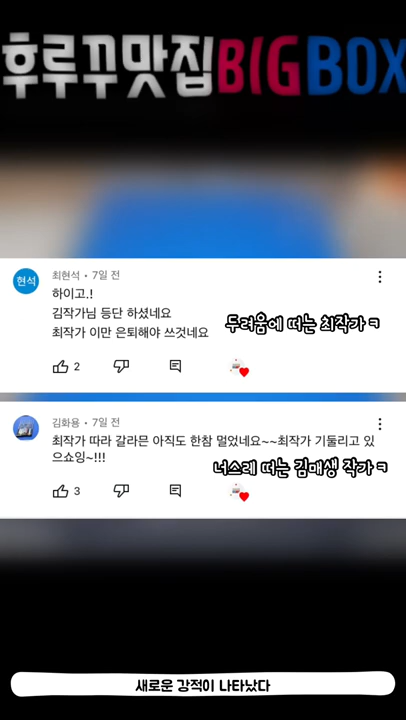 후루꾸맛집BIGBOX
현석
최현석 • 7일 전
하이고.!
김작가님 등단 하셨네요
최작가 이만 은퇴해야 쓰것네요
두려움에 떠는 최작가ㅋ
2
김화용 • 7일 전
최작가 따라 갈라믄 아직도 한참 멀었네요~~최작가 기둘리고 있
으쇼잉~!!!
너스레 떠는 김매생 작가ㅋ
3
새로운 강적이 나타났다